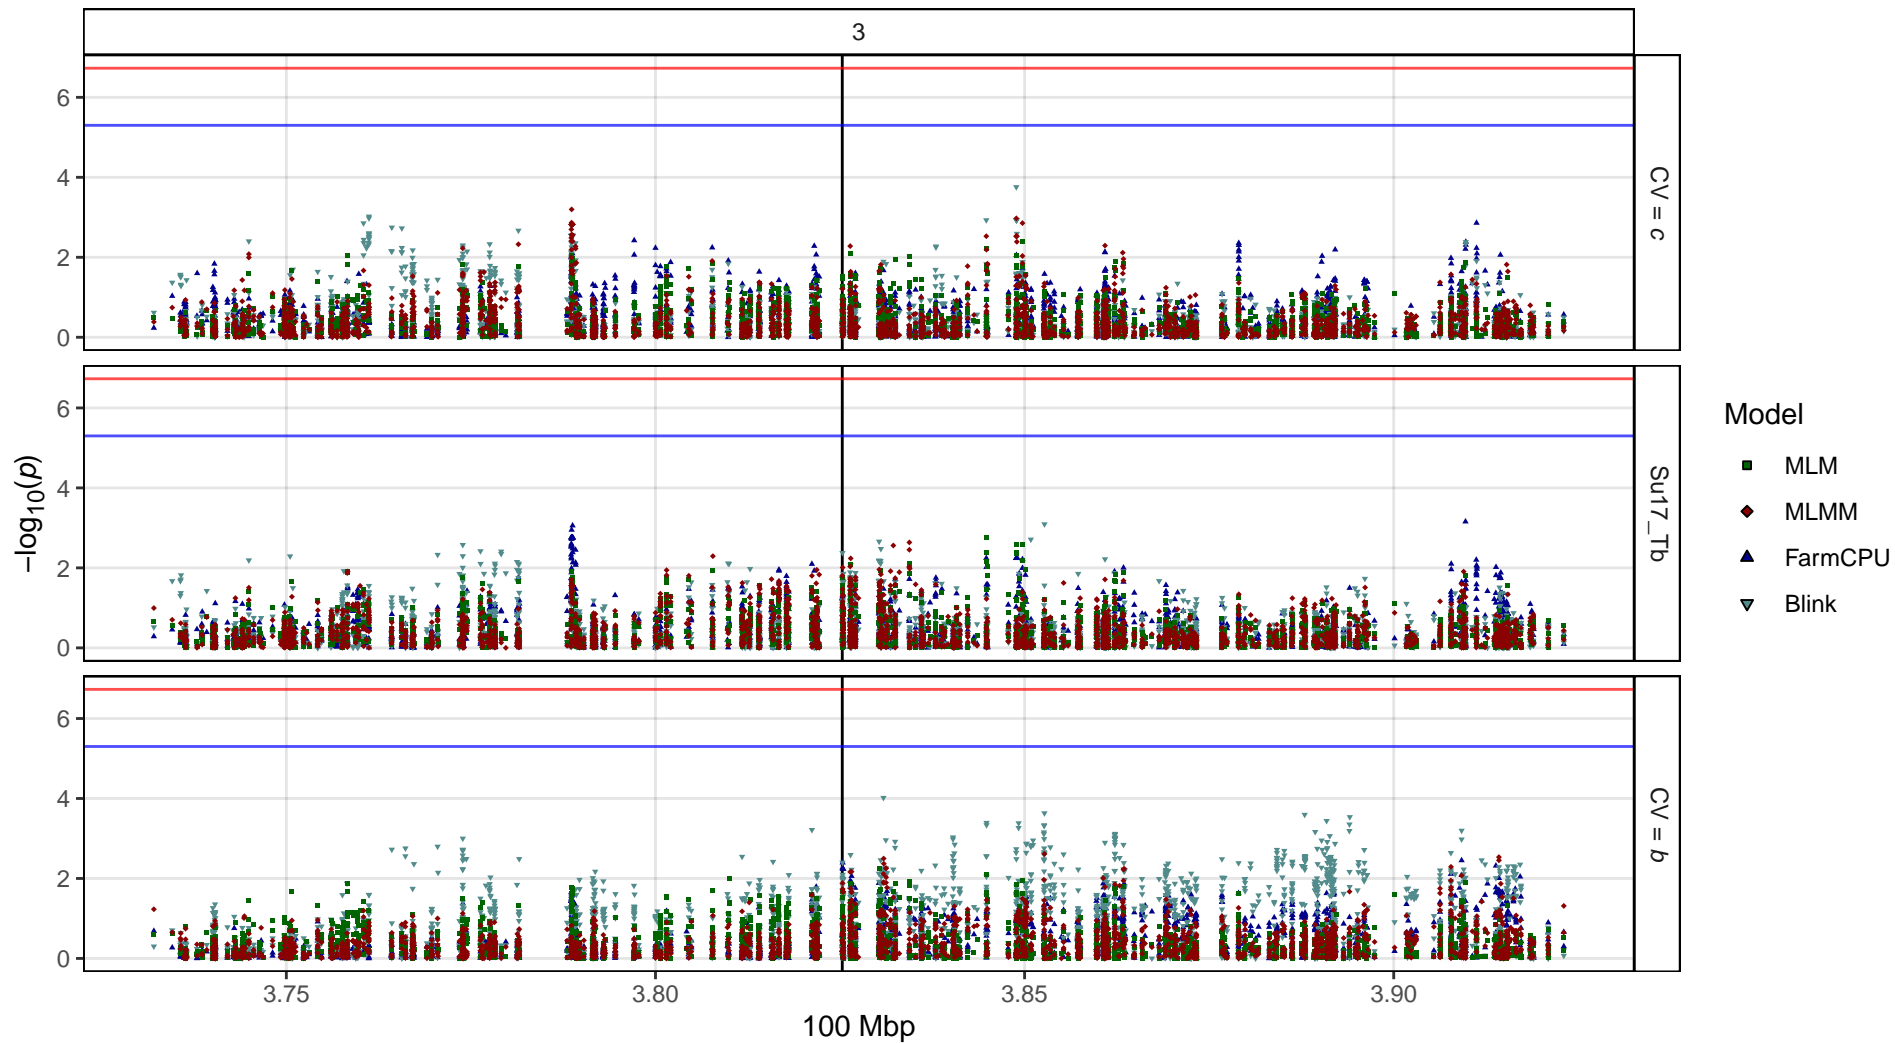 3
6
4
2
0
CV = c
6
4
2
0
Su17_Tb
6
4
2
0
CV = b
−log10(p)
3.75
3.80
3.85
3.90
100 Mbp
Model
MLM
MLMM
FarmCPU
Blink